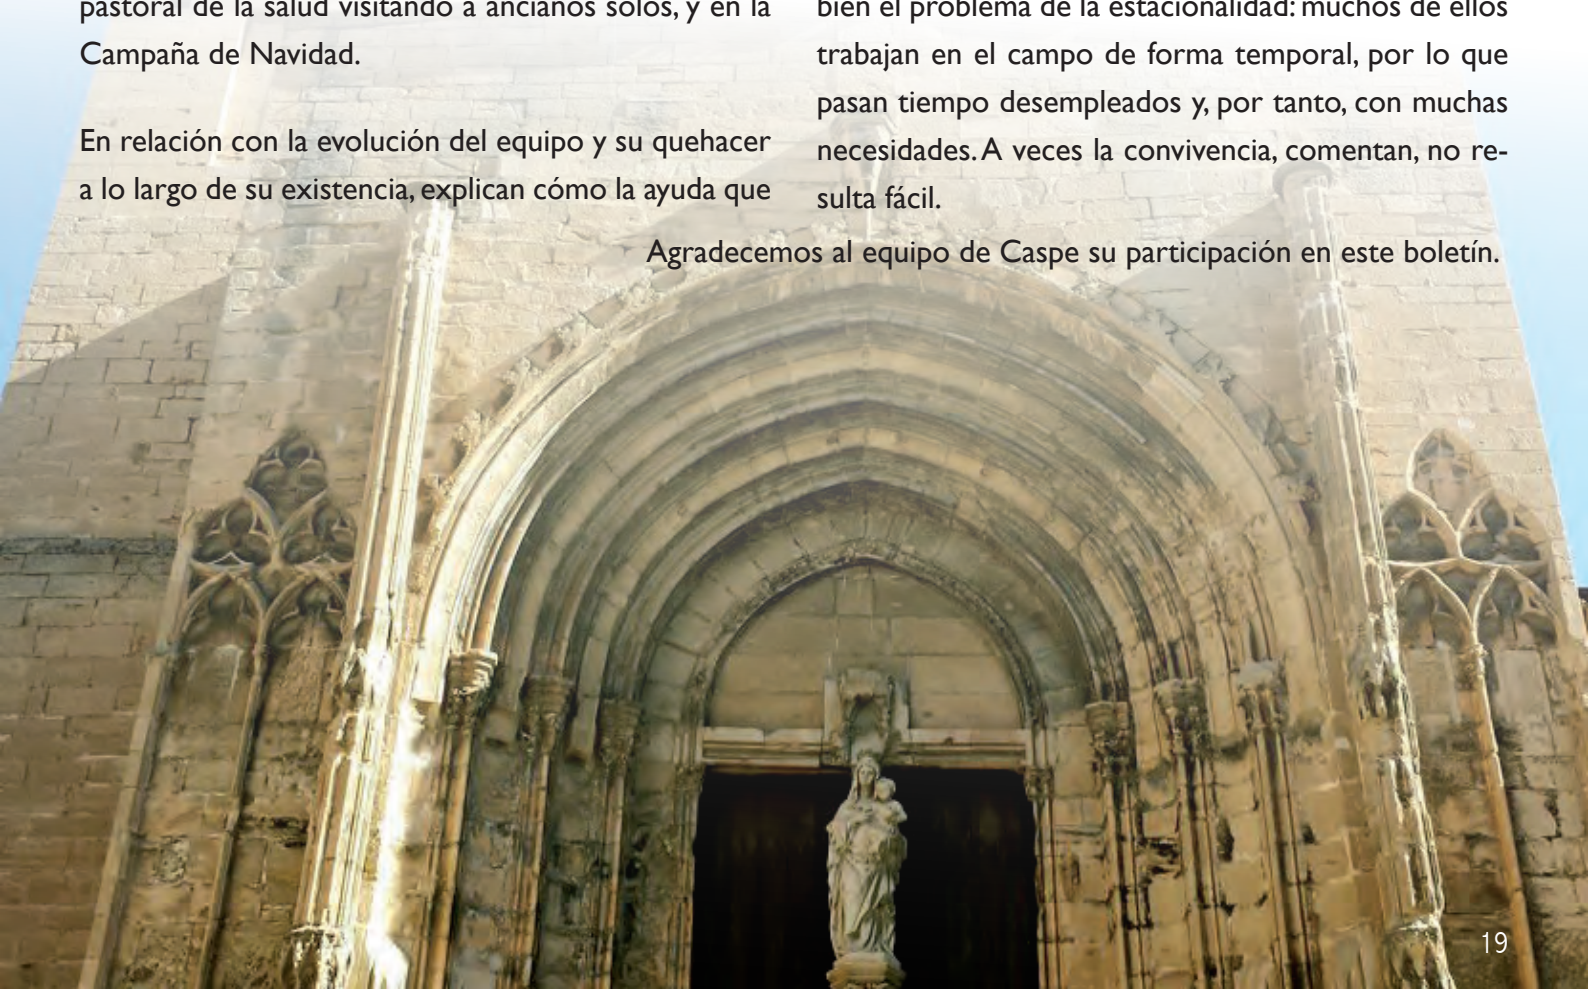 pastoral de la salud visitando a ancianos solos, y en la
Campaña de Navidad.
En relación con la evolución del equipo y su quehacer
a lo largo de su existencia, explican cómo la ayuda que
bien el problema de la estacionalidad: muchos de ellos
trabajan en el campo de forma temporal, por lo que
pasan tiempo desempleados y, por tanto, con muchas
necesidades. A veces la convivencia, comentan, no re-
sulta fácil.
Agradecemos al equipo de Caspe su participación en este boletín.
19